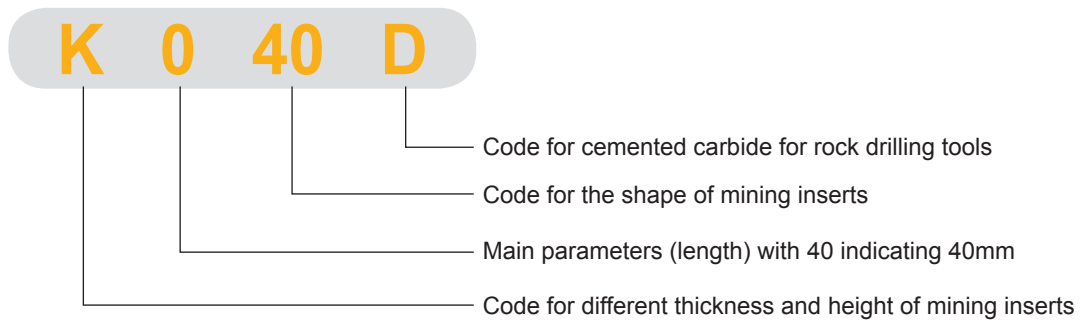 K 0 40 D
Code for cemented carbide for rock drilling tools
Code for the shape of mining inserts
Main parameters (length) with 40 indicating 40mm
Code for different thickness and height of mining inserts